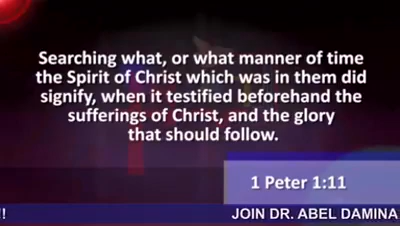 Searching what, or what manner of time
the Spirit of Christ which was in them did
signify, when it testified beforehand the
sufferings of Christ, and the glory
that should follow.
1 Peter 1:11
!! JOIN DR. ABEL DAMINA